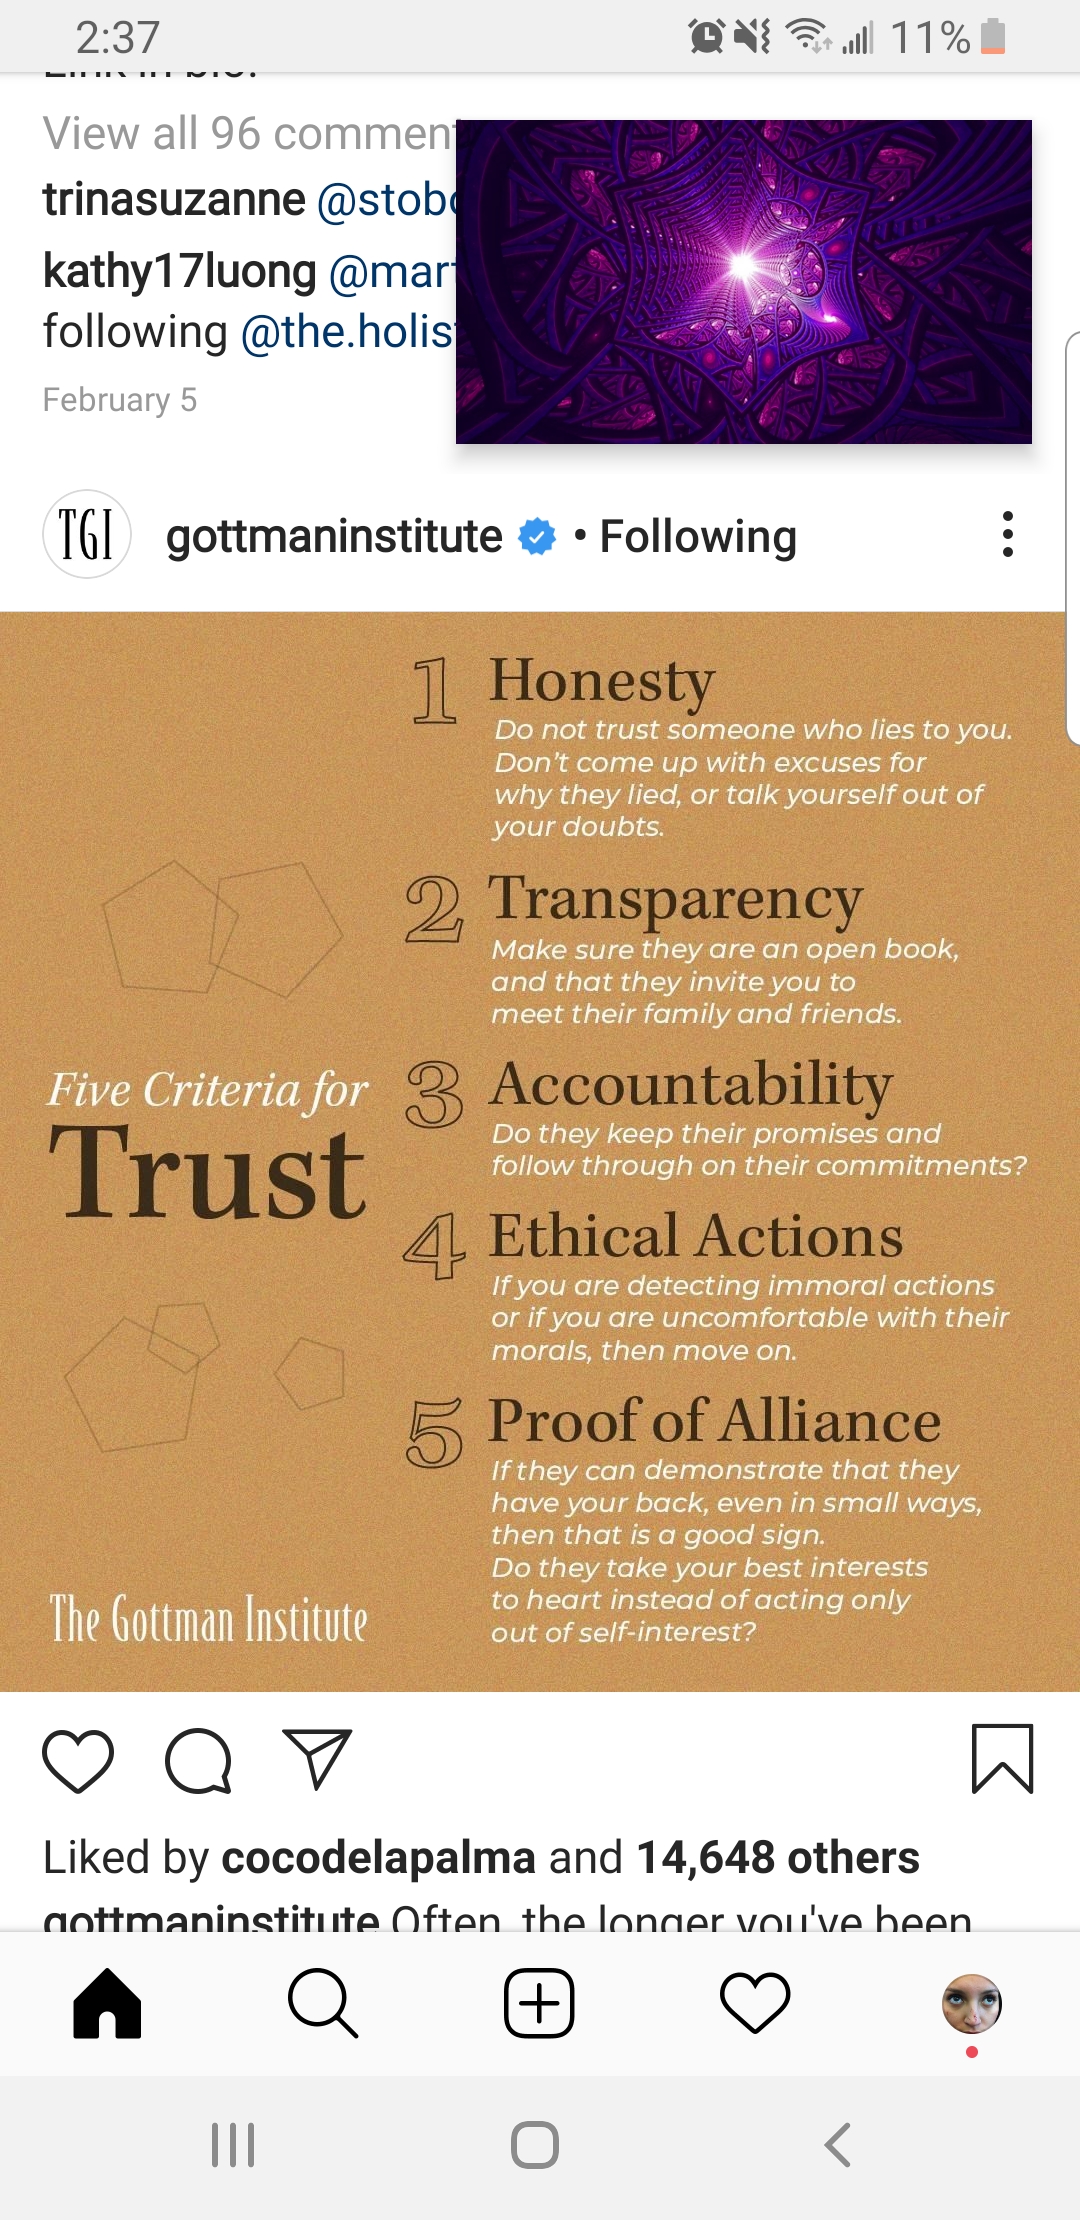 2:37
11%
Link in bio.
View all 96 commen
trinasuzanne @stob
kathy17luong @mar
following @the.holis
February 5
TGI gottmaninstitute • Following
Five Criteria for
Trust
The Gottman Institute
1 Honesty
Do not trust someone who lies to you.
Don't come up with excuses for
why they lied, or talk yourself out of
your doubts.
2 Transparency
Make sure they are an open book,
and that they invite you to
meet their family and friends.
3 Accountability
Do they keep their promises and
follow through on their commitments?
4 Ethical Actions
If you are detecting immoral actions
or if you are uncomfortable with their
morals, then move on.
5 Proof of Alliance
If they can demonstrate that they
have your back, even in small ways,
then that is a good sign.
Do they take your best interests
to heart instead of acting only
out of self-interest?
Liked by cocodelapalma and 14,648 others
gottmaninstitute Often, the longer you've been